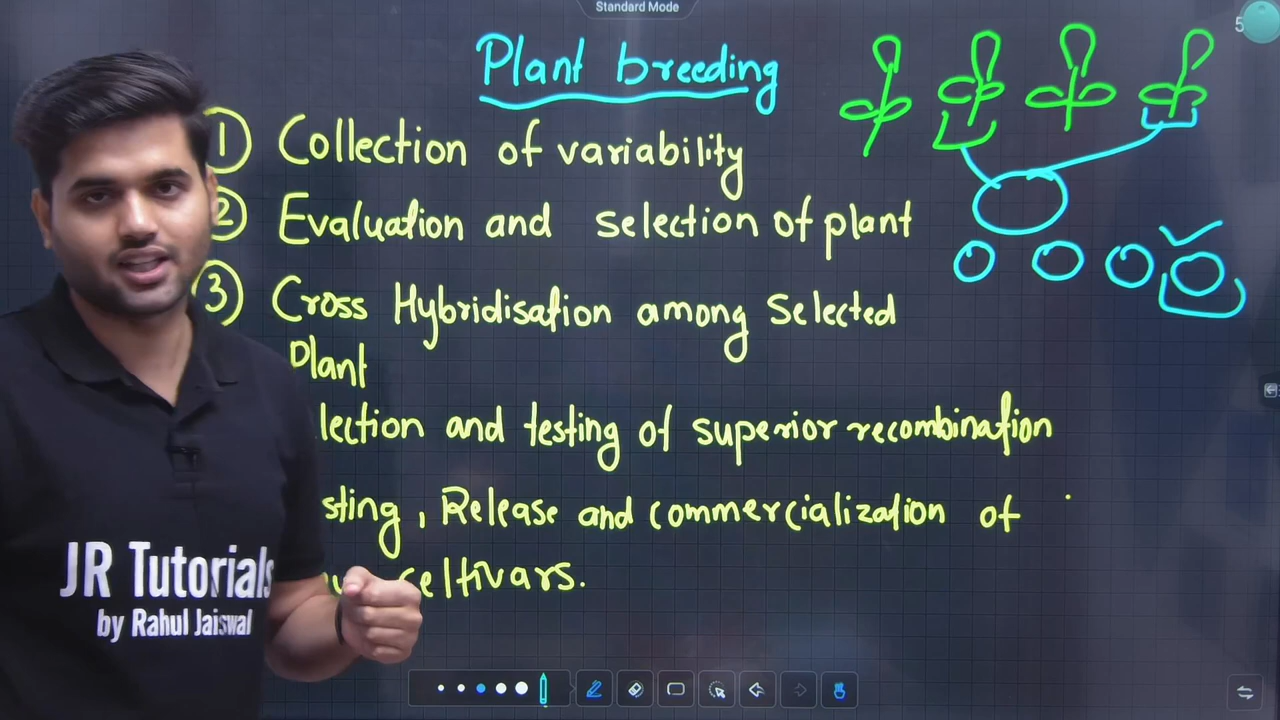 Standard Mode
5
Plant breeding
1 Collection of variability
2 Evaluation and selection of plant
3 Cross Hybridisation among Selected
Plant
lection and testing of superior recombination
sting, Release and commercialization of
celtivars.
JR Tutorials
by Rahul Jaiswal